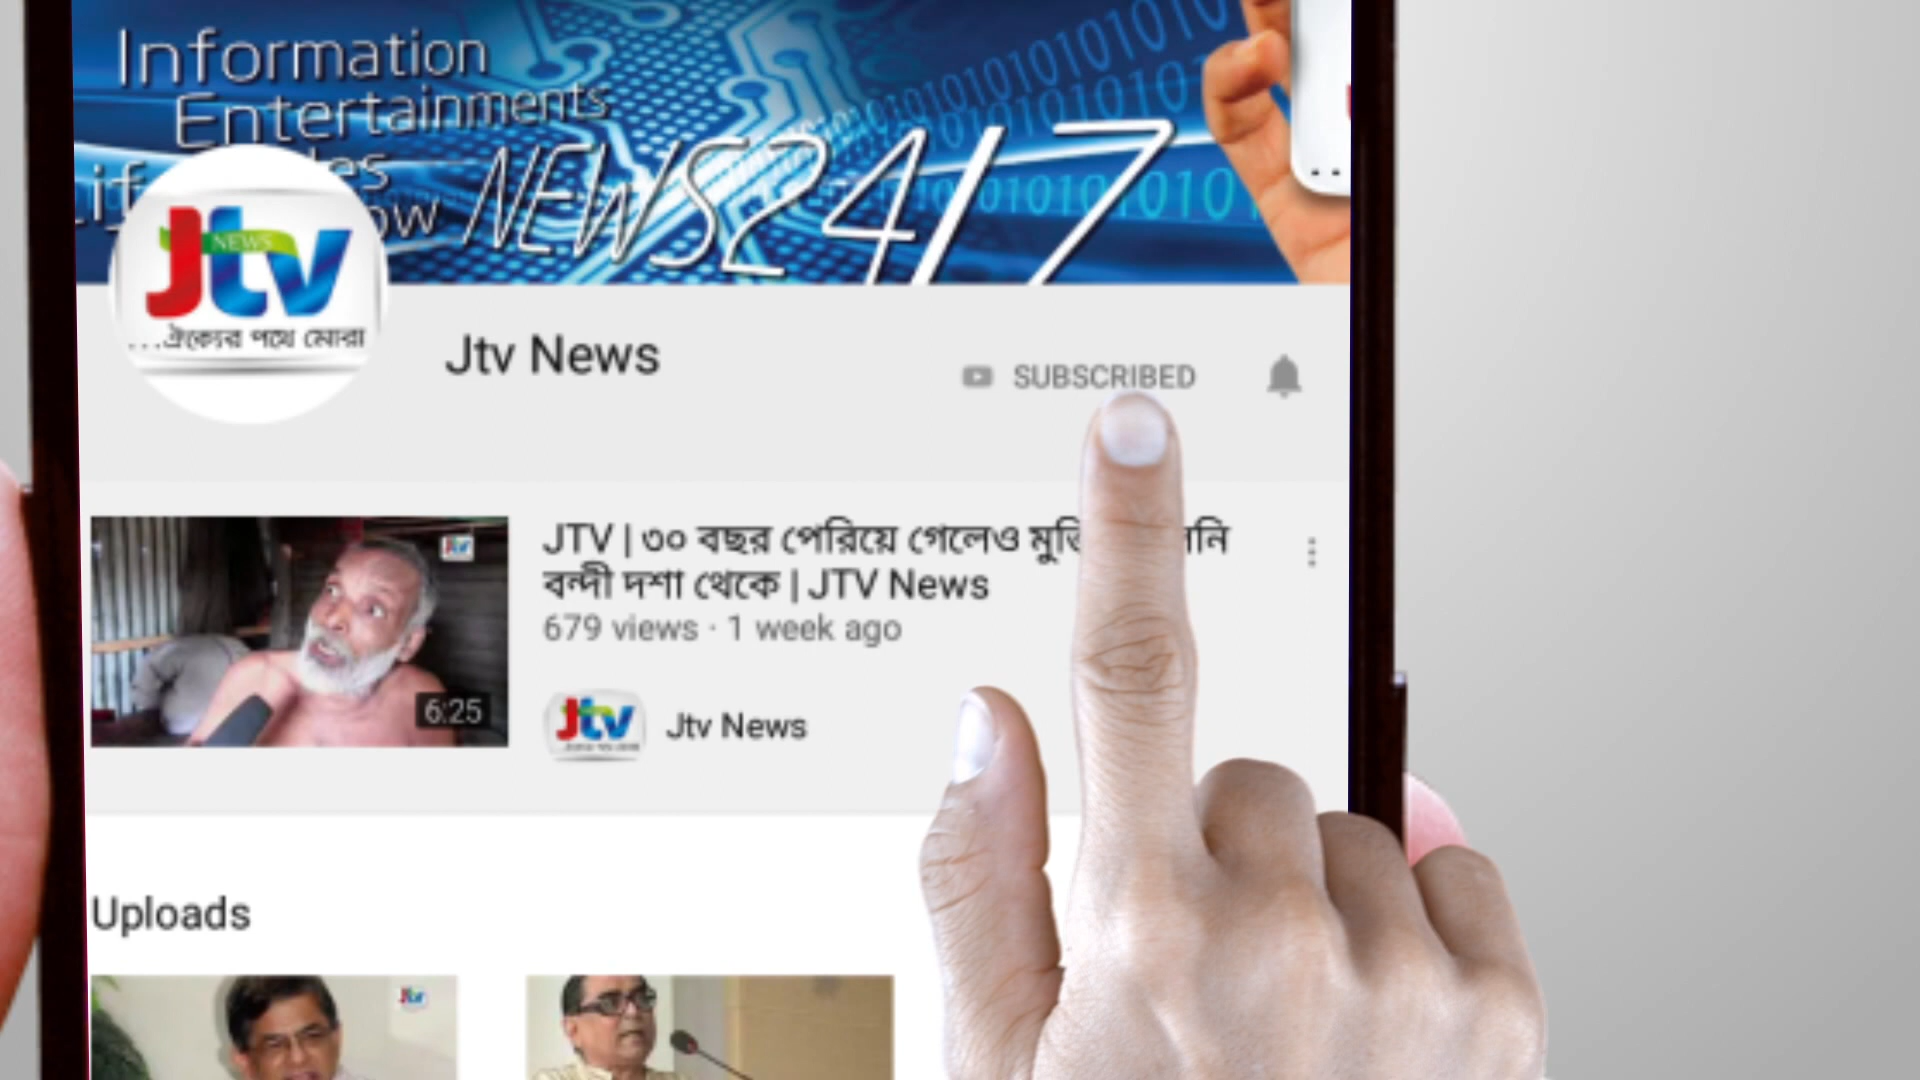 Information
Entertainments
NEWS24/7
NEWS
Jtv
...ঐক্যের পথে মোরা
Jtv News
SUBSCRIBED
JTV | ৩০ বছর পেরিয়ে গেলেও
বন্দী দশা থেকে | JTV News
679 views · 1 week ago
6:25
Jtv
Jtv News
Uploads